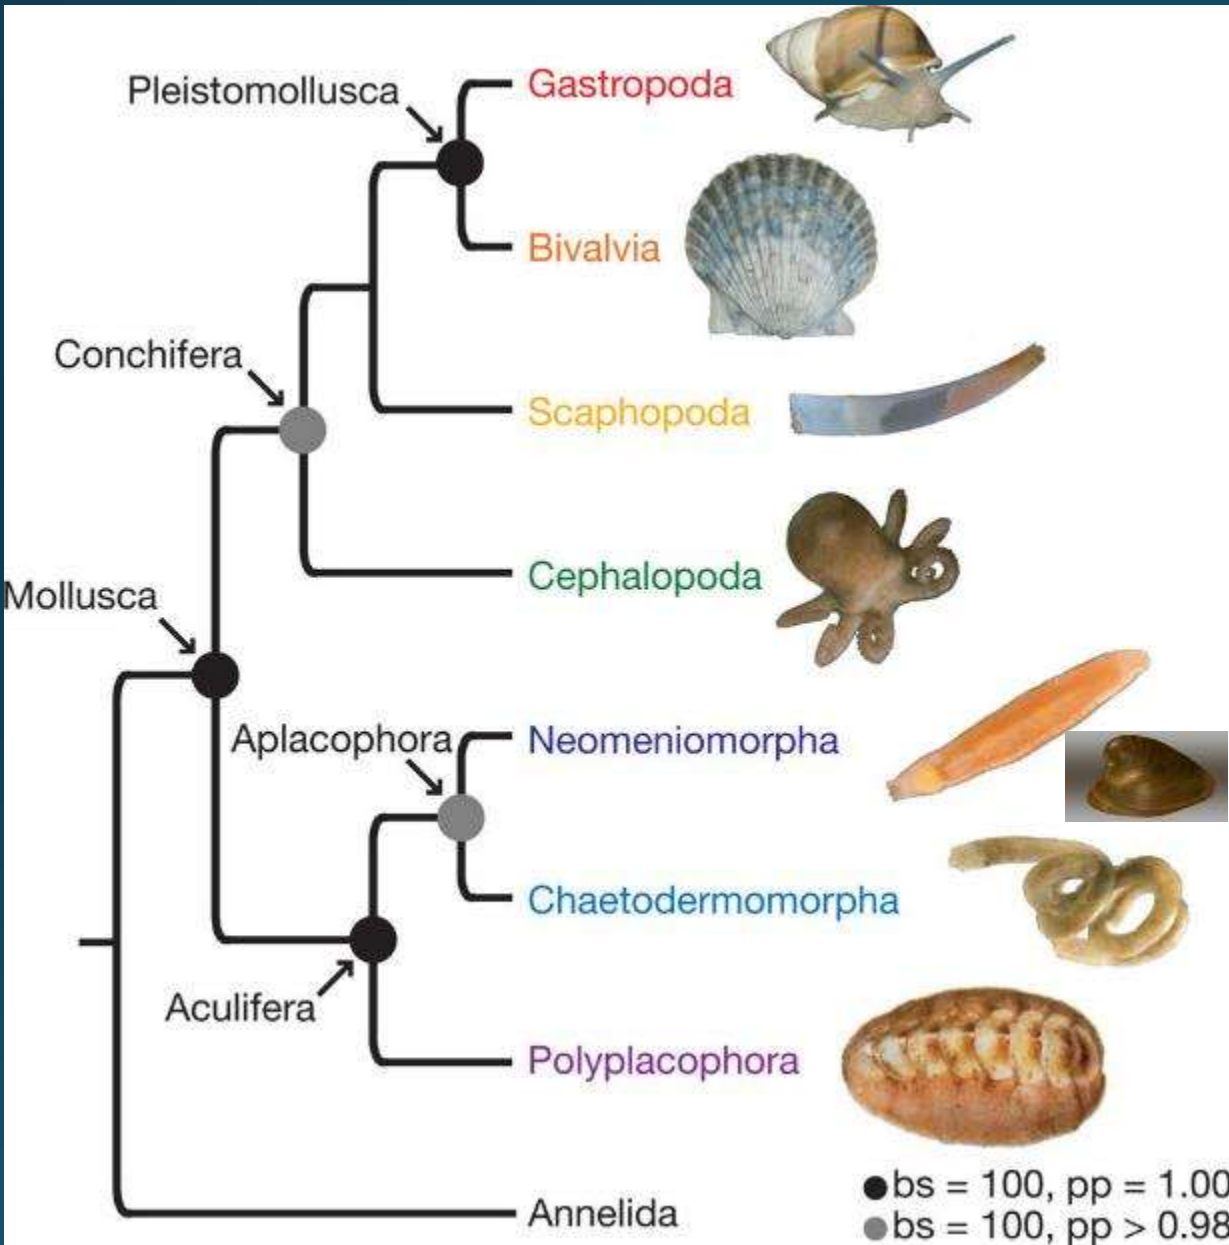 Pleistomollusca
Gastropoda
Bivalvia
Conchifera
Scaphopoda
Cephalopoda
Mollusca
Aplacophora
Neomeniomorpha
Chaetodermomorpha
Aculifera
Polyplacophora
bs = 100, pp = 1.00
Annelida
bs = 100, pp > 0.98